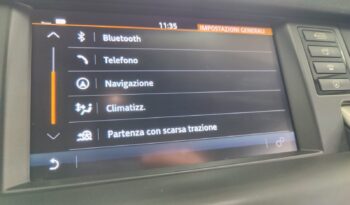 11:35
IMPOSTAZIONI GENERALI
Bluetooth
Telefono
Navigazione
Climatizz.
Partenza con scarsa trazione